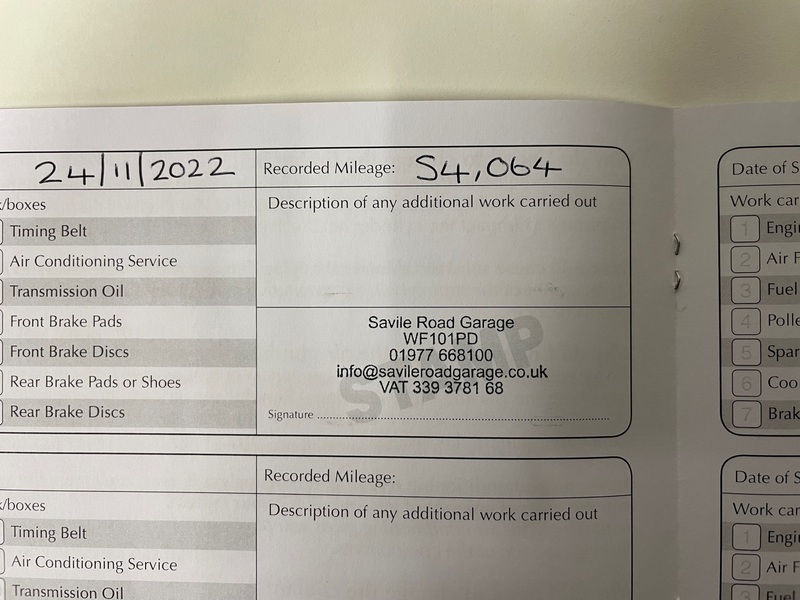 24/11/2022
Recorded Mileage: 54,064
Date of S
x/boxes
Description of any additional work carried out
Work car
Timing Belt
1 Engi
Air Conditioning Service
2 Air F
Transmission Oil
3 Fuel
Front Brake Pads
4 Polle
Front Brake Discs
5 Spar
Rear Brake Pads or Shoes
6 Coo
Rear Brake Discs
7 Brak
STAMP
Savile Road Garage
WF101PD
01977 668100
info@savileroadgarage.co.uk
VAT 339 3781 68
Signature
Recorded Mileage:
Date of S
x/boxes
Description of any additional work carried out
Work car
Timing Belt
1 Engi
Air Conditioning Service
2 Air F
Transmission Oil
3 Fuel